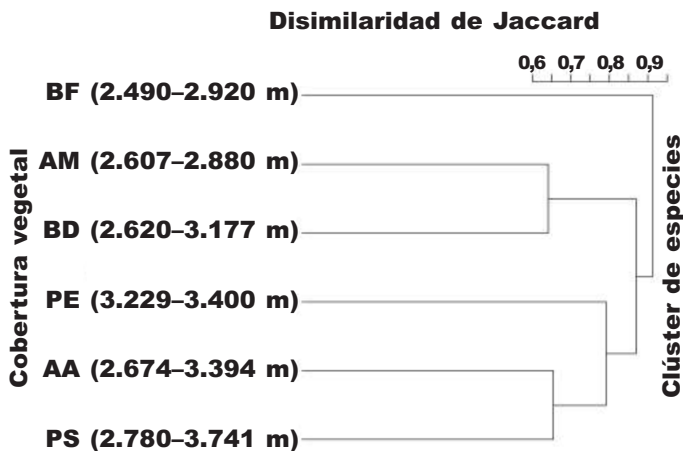 Disimilaridad de Jaccard
0,6 0,7 0,8 0,9
BF (2.490–2.920 m)
AM (2.607–2.880 m)
BD (2.620–3.177 m)
PE (3.229–3.400 m)
AA (2.674–3.394 m)
PS (2.780–3.741 m)
Cobertura vegetal
Clúster de especies